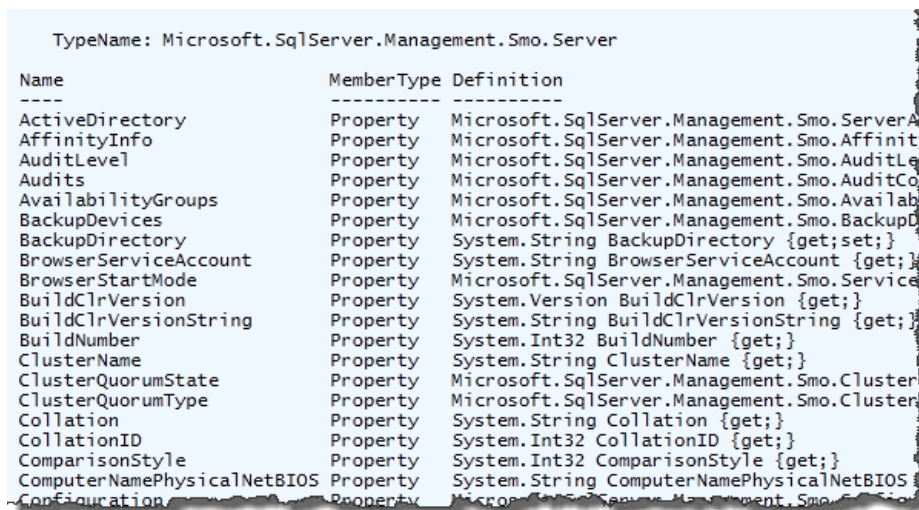 TypeName: Microsoft.SqlServer.Management.Smo.Server
Name MemberType Definition
---- ---------- ----------
ActiveDirectory Property Microsoft.SqlServer.Management.Smo.ServerA
AffinityInfo Property Microsoft.SqlServer.Management.Smo.Affinit
AuditLevel Property Microsoft.SqlServer.Management.Smo.AuditLe
Audits Property Microsoft.SqlServer.Management.Smo.AuditCo
AvailabilityGroups Property Microsoft.SqlServer.Management.Smo.Availab
BackupDevices Property Microsoft.SqlServer.Management.Smo.BackupD
BackupDirectory Property System.String BackupDirectory {get;set;}
BrowserServiceAccount Property System.String BrowserServiceAccount {get;}
BrowserStartMode Property Microsoft.SqlServer.Management.Smo.Service
BuildClrVersion Property System.Version BuildClrVersion {get;}
BuildClrVersionString Property System.String BuildClrVersionString {get;}
BuildNumber Property System.Int32 BuildNumber {get;}
ClusterName Property System.String ClusterName {get;}
ClusterQuorumState Property Microsoft.SqlServer.Management.Smo.Cluster
ClusterQuorumType Property Microsoft.SqlServer.Management.Smo.Cluster
Collation Property System.String Collation {get;}
CollationID Property System.Int32 CollationID {get;}
ComparisonStyle Property System.Int32 ComparisonStyle {get;}
ComputerNamePhysicalNetBIOS Property System.String ComputerNamePhysicalNetBIOS
Configuration Property